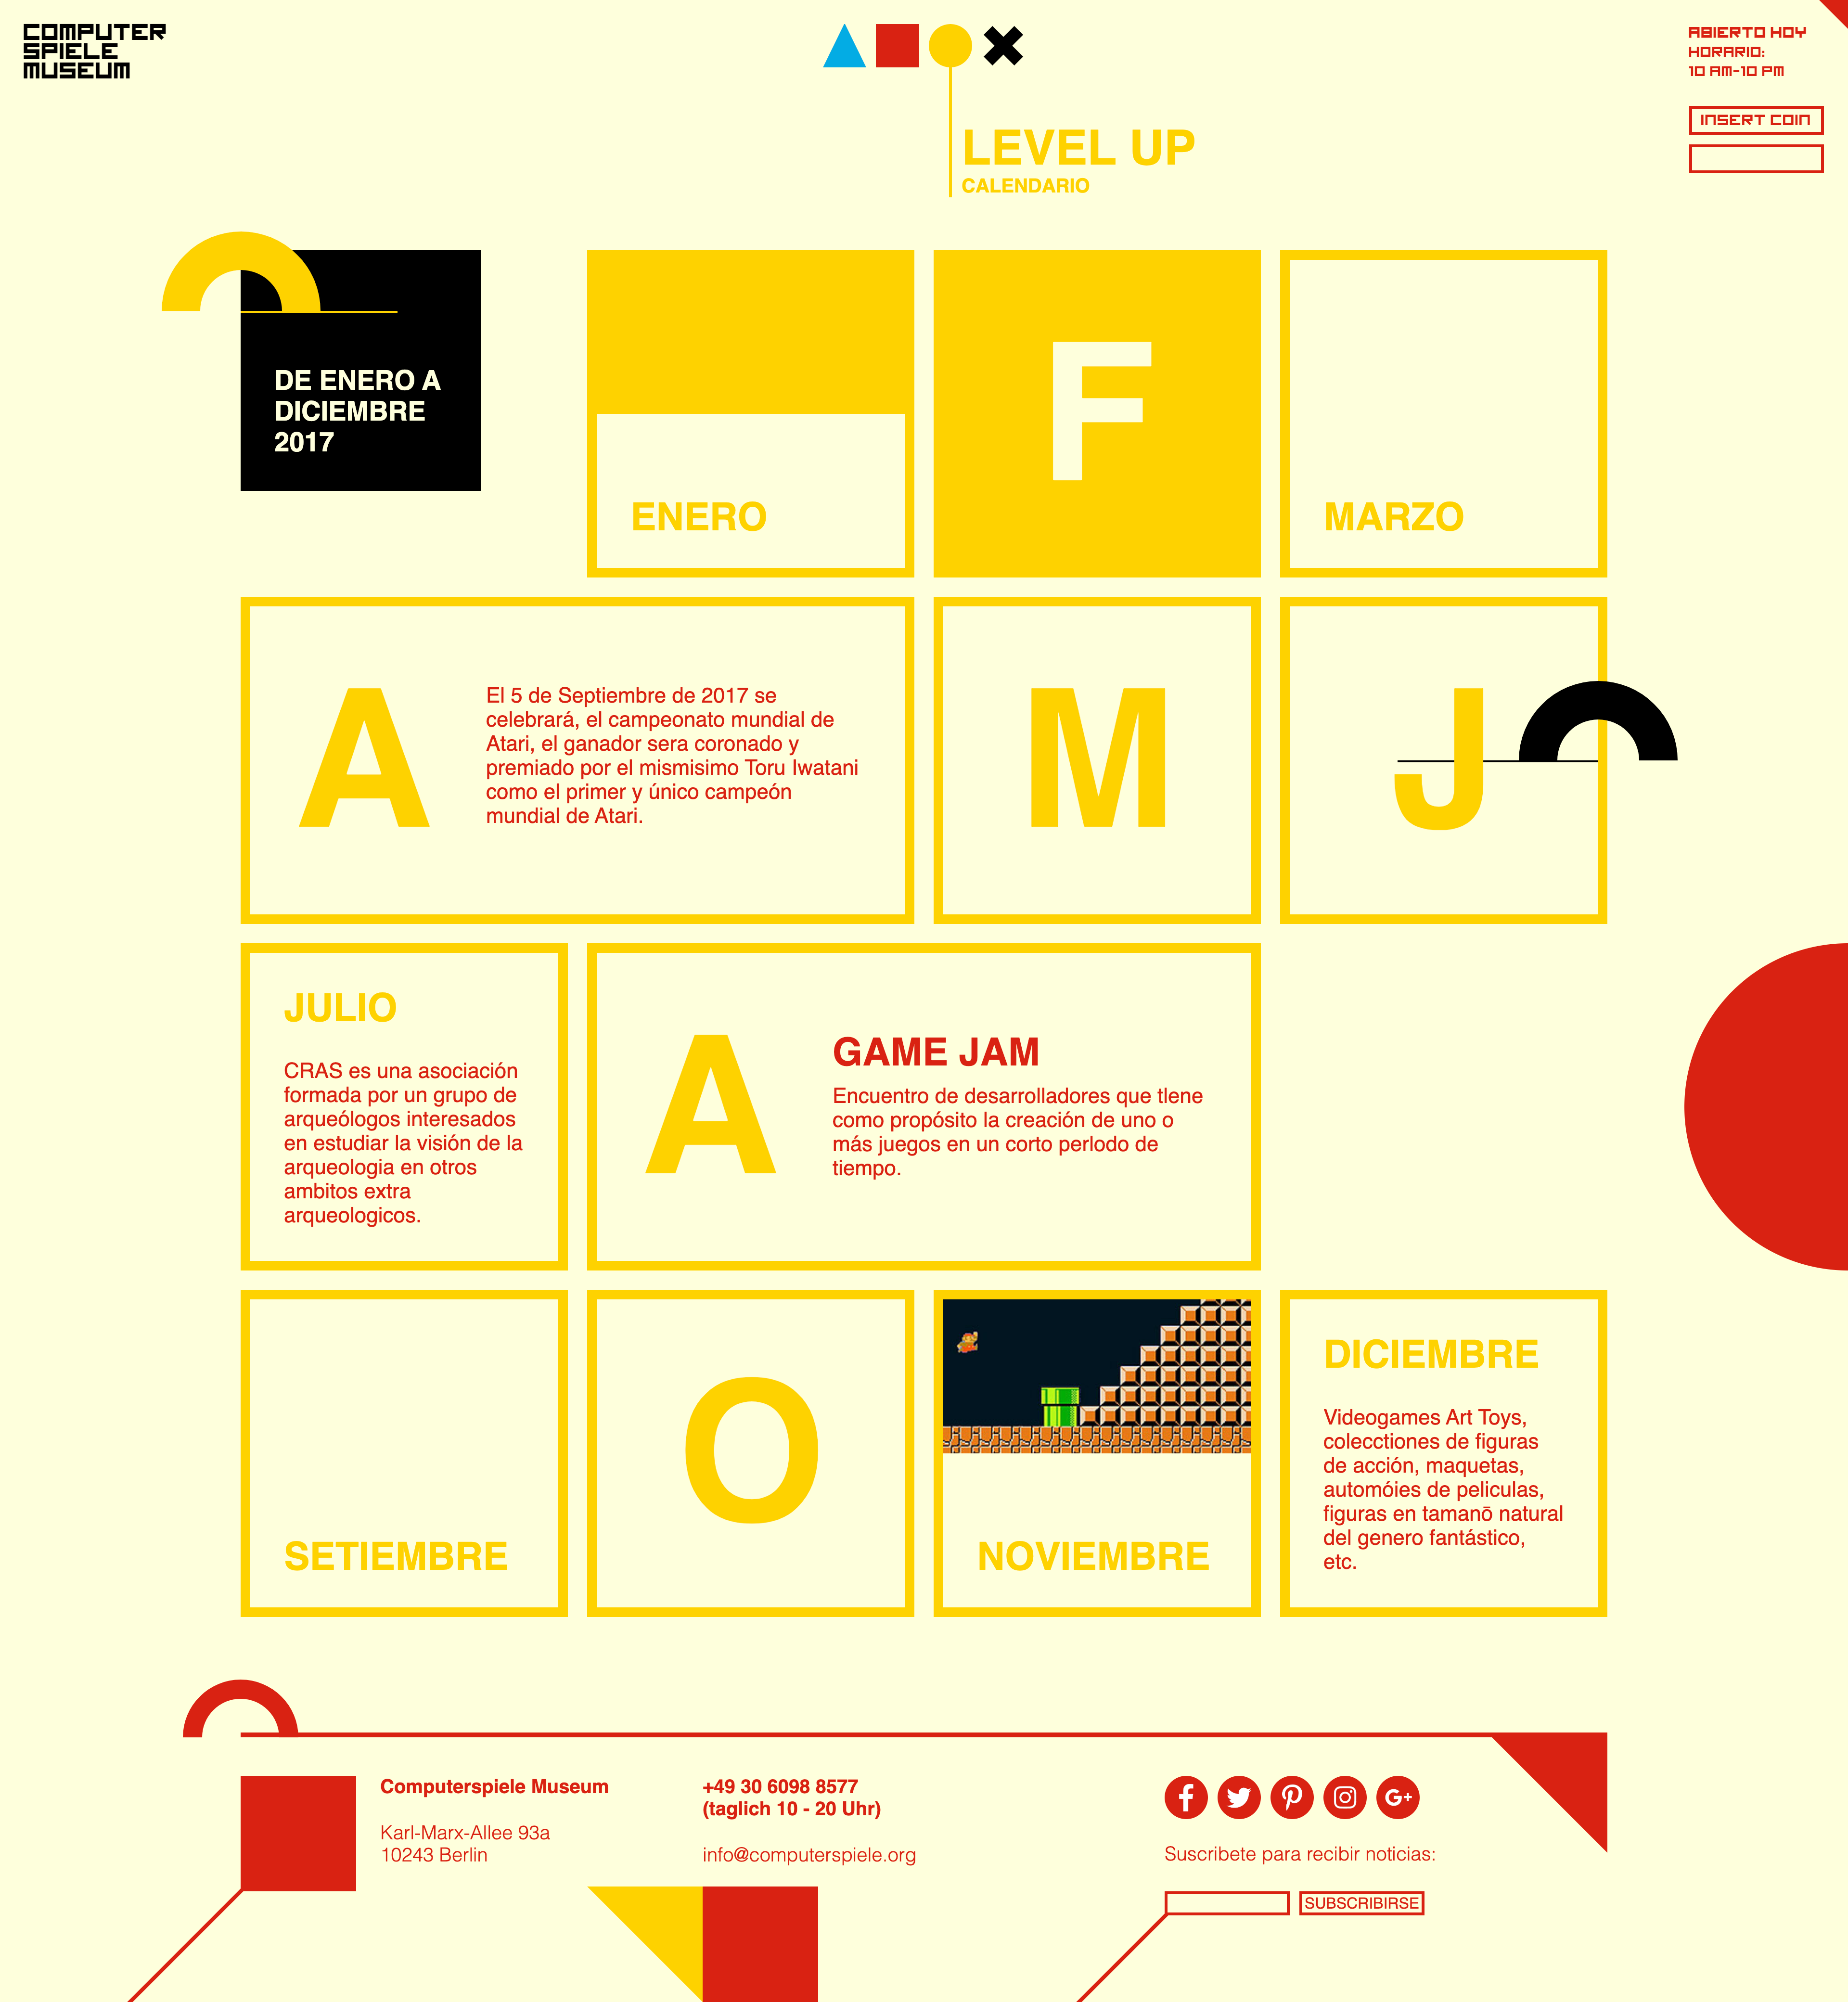 COMPUTER
SPIELE
MUSEUM
ABIERTO HOY
HORARIO:
10 AM-10 PM
INSERT COIN
LEVEL UP
CALENDARIO
DE ENERO A
DICIEMBRE
2017
ENERO
F
MARZO
A
El 5 de Septiembre de 2017 se
celebrará, el campeonato mundial de
Atari, el ganador sera coronado y
premiado por el mismisimo Toru Iwatani
como el primer y único campeón
mundial de Atari.
M
J
JULIO
CRAS es una asociación
formada por un grupo de
arqueólogos interesados
en estudiar la visión de la
arqueologia en otros
ambitos extra
arqueologicos.
A
GAME JAM
Encuentro de desarrolladores que tlene
como propósito la creación de uno o
más juegos en un corto perlodo de
tiempo.
SETIEMBRE
O
NOVIEMBRE
DICIEMBRE
Videogames Art Toys,
colecctiones de figuras
de acción, maquetas,
automóies de peliculas,
figuras en tamanō natural
del genero fantástico,
etc.
Computerspiele Museum
Karl-Marx-Allee 93a
10243 Berlin
+49 30 6098 8577
(taglich 10 - 20 Uhr)
info@computerspiele.org
G+
Suscribete para recibir noticias:
SUBSCRIBIRSE